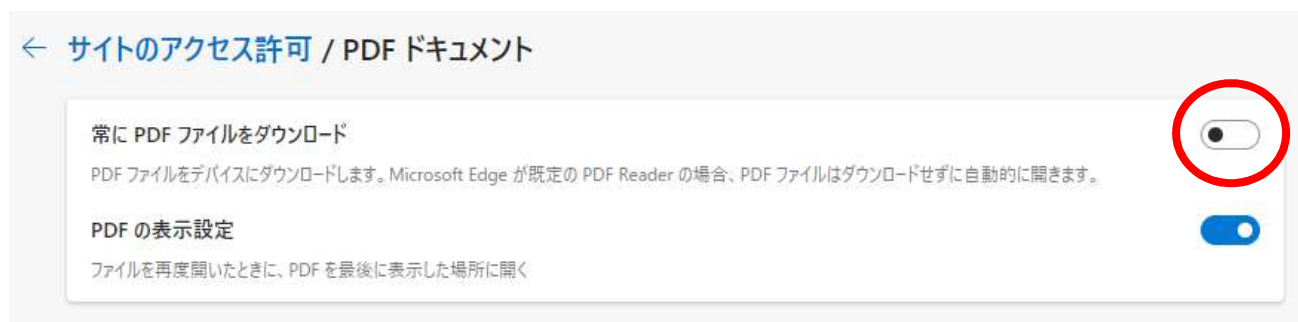 ← サイトのアクセス許可 / PDF ドキュメント
常に PDF ファイルをダウンロード
PDF ファイルをデバイスにダウンロードします。Microsoft Edge が既定の PDF Reader の場合、PDF ファイルはダウンロードせずに自動的に開きます。
PDF の表示設定
ファイルを再度開いたときに、PDF を最後に表示した場所に開く